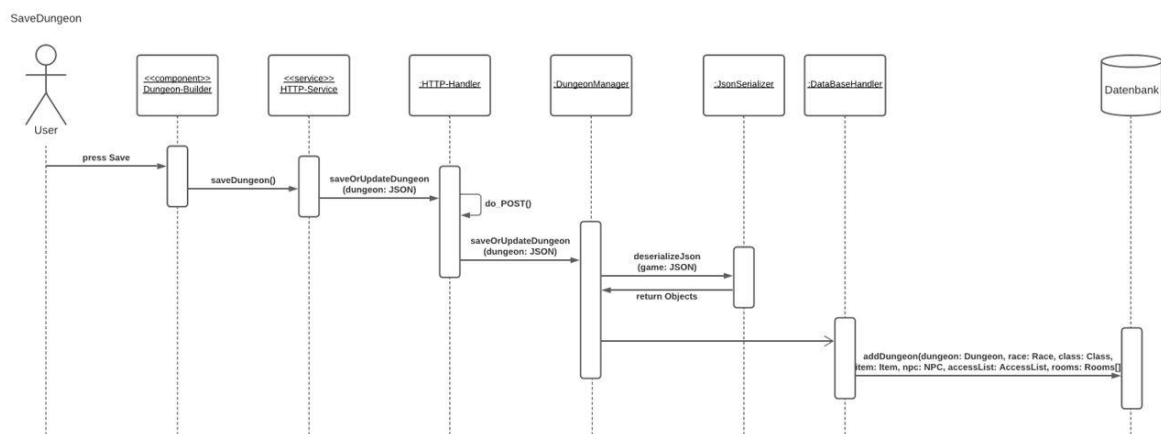 SaveDungeon
User
<<component>>
Dungeon-Builder
<<service>>
HTTP-Service
:HTTP-Handler
:DungeonManager
:JsonSerializer
:DataBaseHandler
Datenbank
press Save
saveDungeon()
saveOrUpdateDungeon
(dungeon: JSON)
do_POST()
saveOrUpdateDungeon
(dungeon: JSON)
deserializeJson
(game: JSON)
return Objects
addDungeon(dungeon: Dungeon, race: Race, class: Class,
item: Item, npc: NPC, accessList: AccessList, rooms: Rooms[]